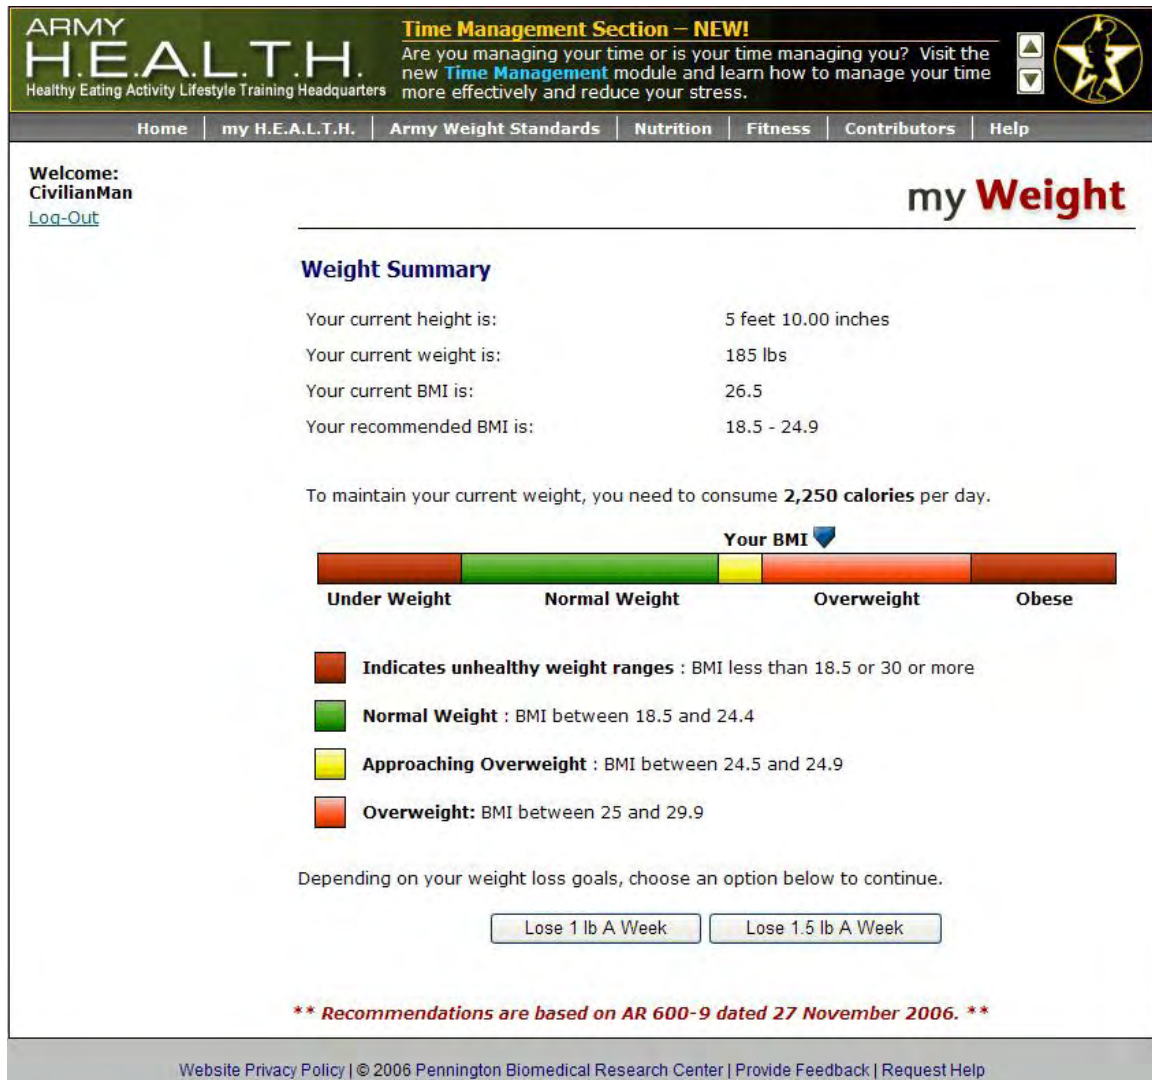 ARMY
H.E.A.L.T.H.
Healthy Eating Activity Lifestyle Training Headquarters
Time Management Section – NEW!
Are you managing your time or is your time managing you? Visit the
new Time Management module and learn how to manage your time
more effectively and reduce your stress.
Home | my H.E.A.L.T.H. | Army Weight Standards | Nutrition | Fitness | Contributors | Help
Welcome:
CivilianMan
Log-Out
my Weight
Weight Summary
Your current height is: 5 feet 10.00 inches
Your current weight is: 185 lbs
Your current BMI is: 26.5
Your recommended BMI is: 18.5 - 24.9
To maintain your current weight, you need to consume 2,250 calories per day.
Your BMI
Under Weight Normal Weight Overweight Obese
Indicates unhealthy weight ranges : BMI less than 18.5 or 30 or more
Normal Weight : BMI between 18.5 and 24.4
Approaching Overweight : BMI between 24.5 and 24.9
Overweight: BMI between 25 and 29.9
Depending on your weight loss goals, choose an option below to continue.
Lose 1 lb A Week Lose 1.5 lb A Week
** Recommendations are based on AR 600-9 dated 27 November 2006. **
Website Privacy Policy | © 2006 Pennington Biomedical Research Center | Provide Feedback | Request Help